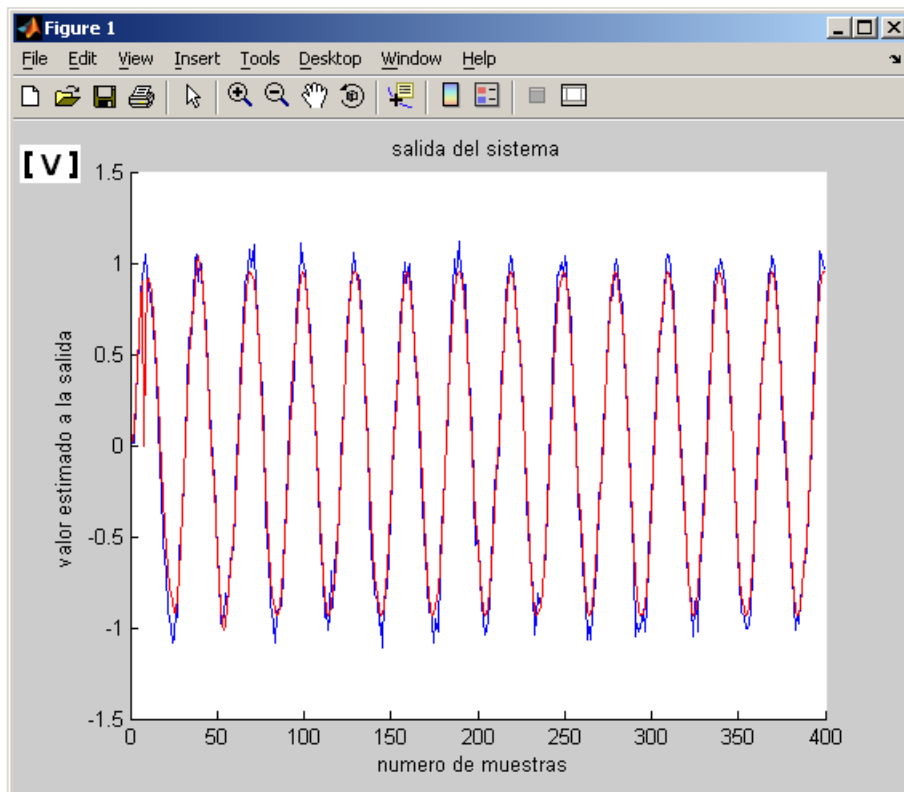 Figure 1
File Edit View Insert Tools Desktop Window Help
salida del sistema
[ V ]
1.5
1
0.5
0
-0.5
-1
-1.5
valor estimado a la salida
0 50 100 150 200 250 300 350 400
numero de muestras